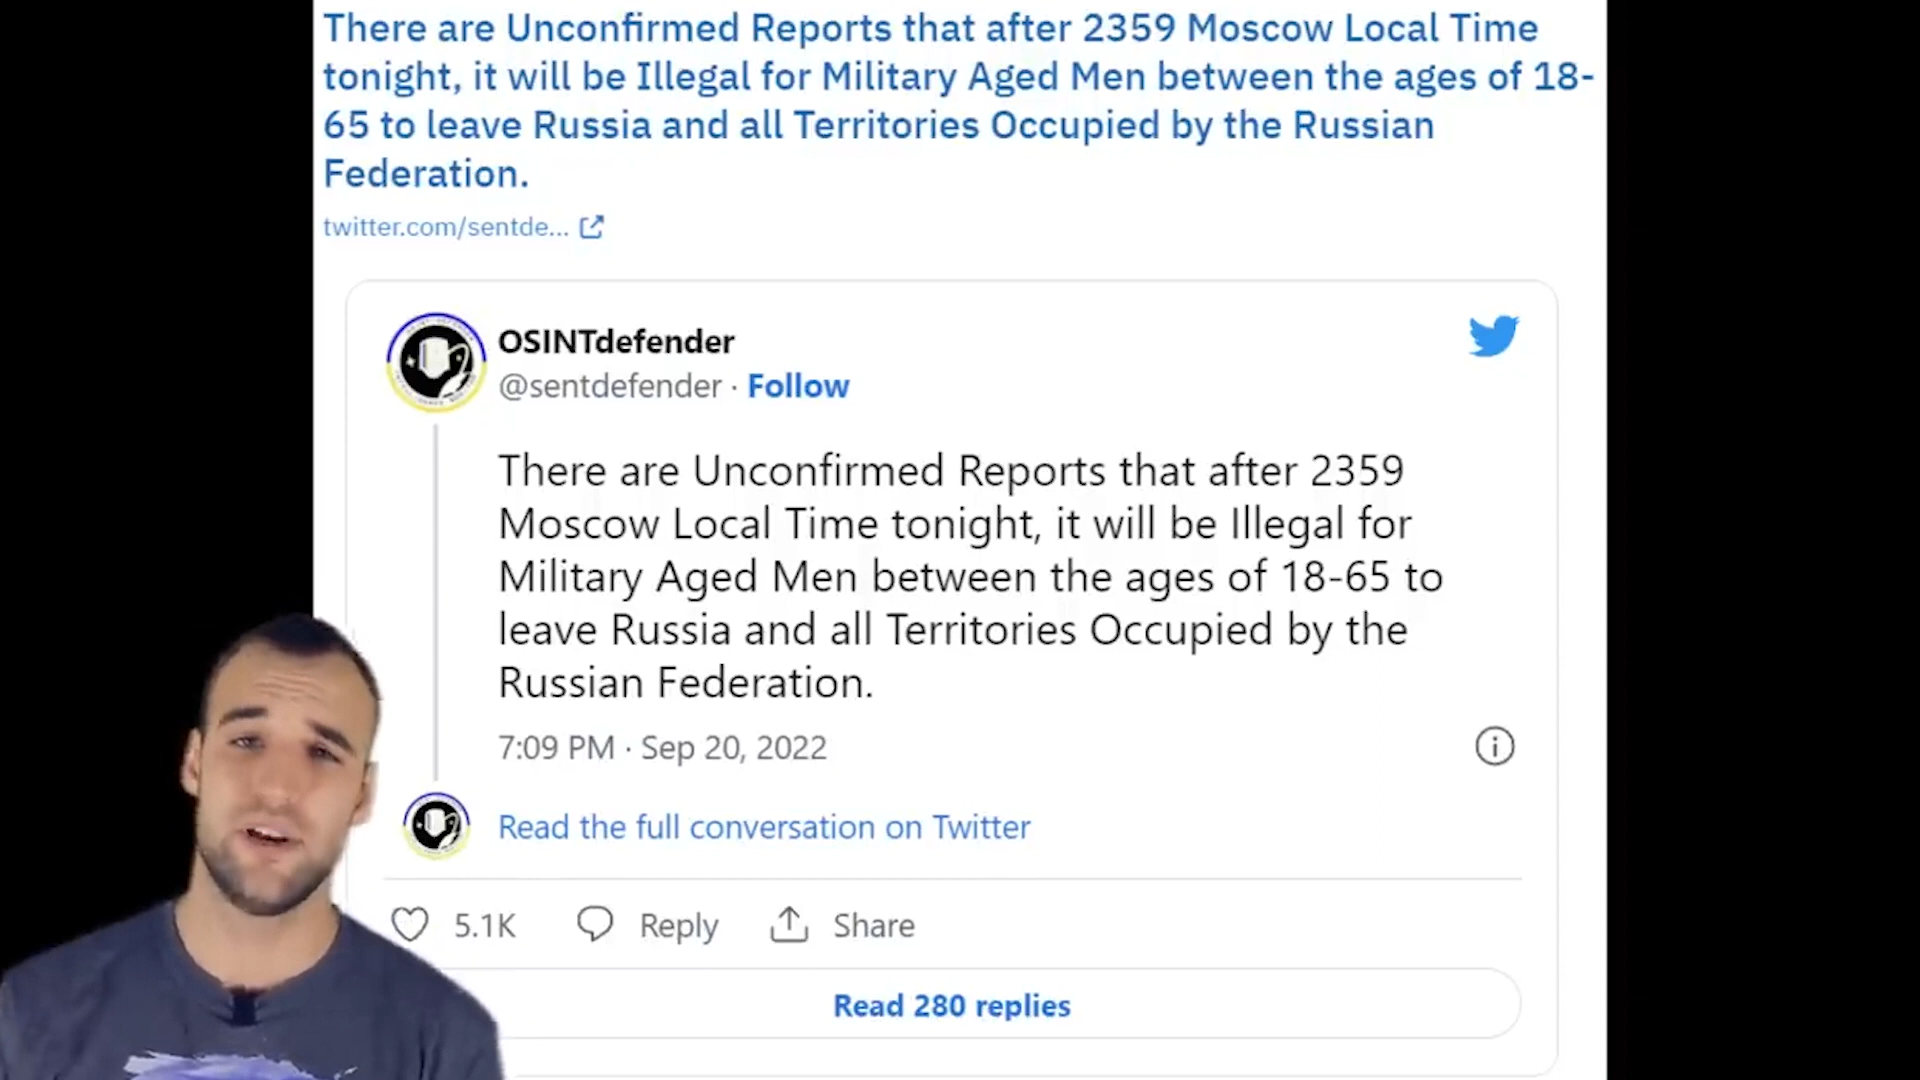 There are Unconfirmed Reports that after 2359 Moscow Local Time
tonight, it will be Illegal for Military Aged Men between the ages of 18-
65 to leave Russia and all Territories Occupied by the Russian
Federation.
twitter.com/sentde...
OSINTdefender
@sentdefender · Follow
There are Unconfirmed Reports that after 2359
Moscow Local Time tonight, it will be Illegal for
Military Aged Men between the ages of 18-65 to
leave Russia and all Territories Occupied by the
Russian Federation.
7:09 PM · Sep 20, 2022
Read the full conversation on Twitter
5.1K Reply Share
Read 280 replies